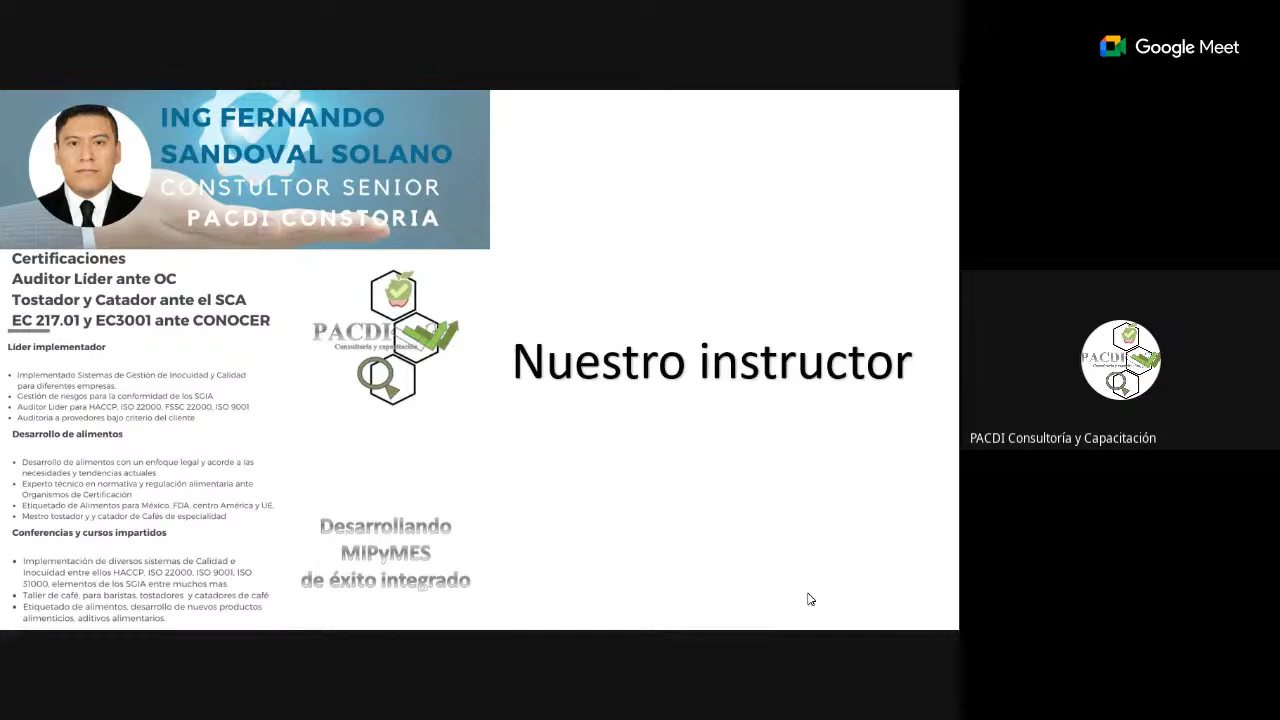 Google Meet
ING FERNANDO
SANDOVAL SOLANO
CONSTULTOR SENIOR
PACDI CONSTORIA
Certificaciones
Auditor Líder ante OC
Tostador y Catador ante el SCA
EC 217.01 y EC3001 ante CONOCER
Líder implementador
• Implementado Sistemas de Gestión de Inocuidad y Calidad
para diferentes empresas.
• Gestión de riesgos para la conformidad de los SGIA
• Auditor Lider para HACCP, ISO 22000, FSSC 22000, ISO 9001
• Auditoria a provedores bajo criterio del cliente
Desarrollo de alimentos
• Desarrollo de alimentos con un enfoque legal y acorde a las
necesidades y tendencias actuales
• Experto técnico en normativa y regulación alimentaria ante
Organismos de Certificación
• Etiquetado de Alimentos para México, FDA, centro América y UE.
• Mestro tostador y y catador de Cafés de especialidad
Conferencias y cursos impartidos
• Implementación de diversos sistemas de Calidad e
Inocuidad entre ellos HACCP, ISO 22000, ISO 9001, ISO
31000, elementos de los SGIA entre muchos mas.
• Taller de café, para baristas, tostadores y catadores de café
• Etiquetado de alimentos, desarrollo de nuevos productos
alimenticios, aditivos alimentarios.
PACDI
Consultoría y capacitación
Desarrollando
MIPyMES
de éxito integrado
Nuestro instructor
PACDI
PACDI Consultoría y Capacitación